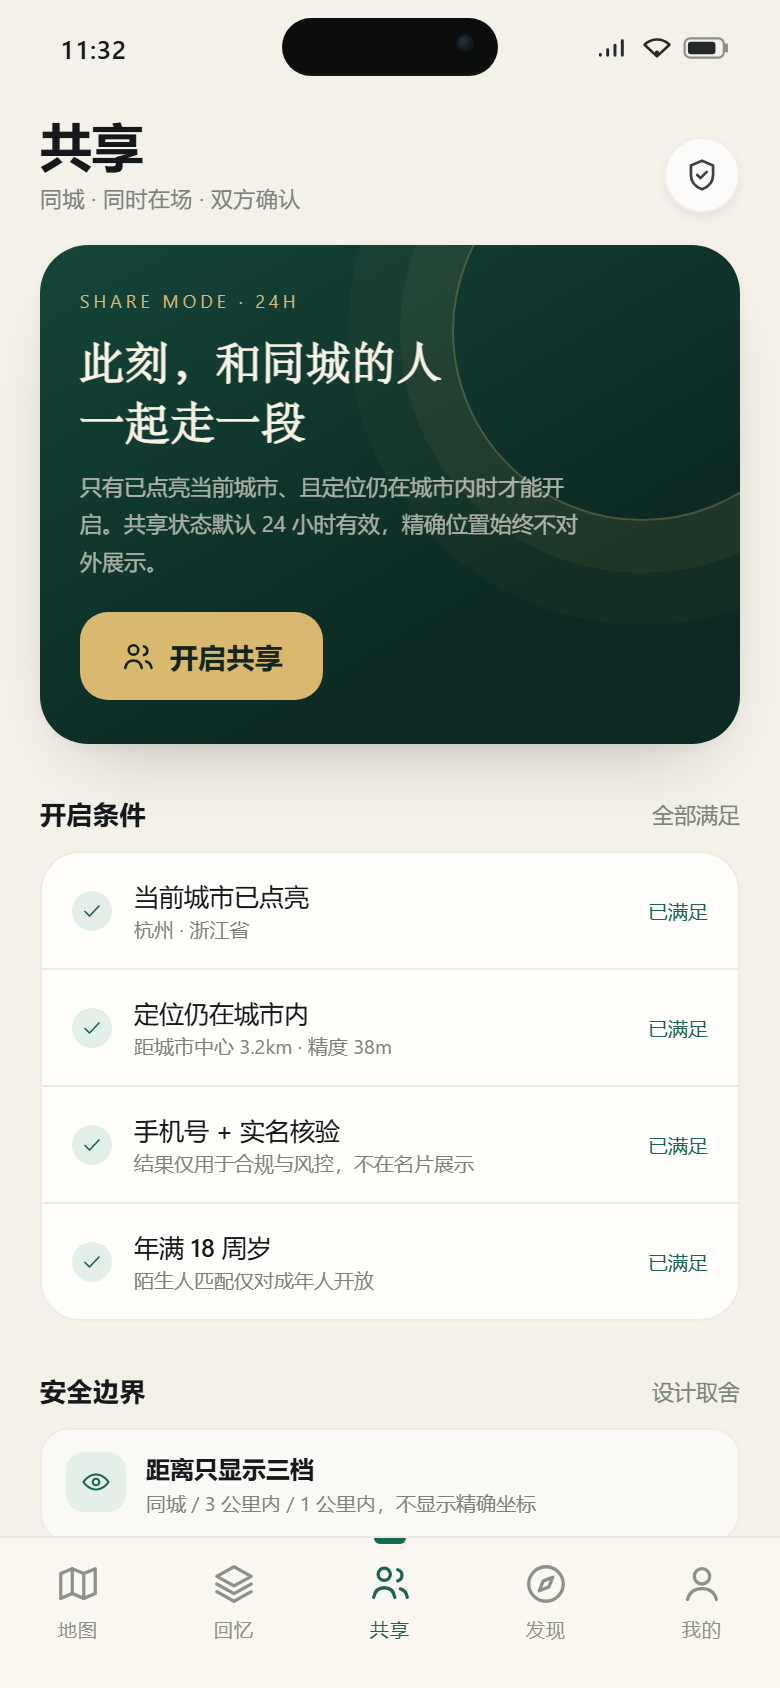 11:32
共享
同城 · 同时在场 · 双方确认
SHARE MODE · 24H
此刻，和同城的人
一起走一段
只有已点亮当前城市、且定位仍在城市内时才能开
启。共享状态默认 24 小时有效，精确位置始终不对
外展示。
开启共享
开启条件
全部满足
当前城市已点亮
杭州 · 浙江省
已满足
定位仍在城市内
距城市中心 3.2km · 精度 38m
已满足
手机号 + 实名核验
结果仅用于合规与风控，不在名片展示
已满足
年满 18 周岁
陌生人匹配仅对成年人开放
已满足
安全边界
设计取舍
距离只显示三档
同城 / 3 公里内 / 1 公里内，不显示精确坐标
地图
回忆
共享
发现
我的